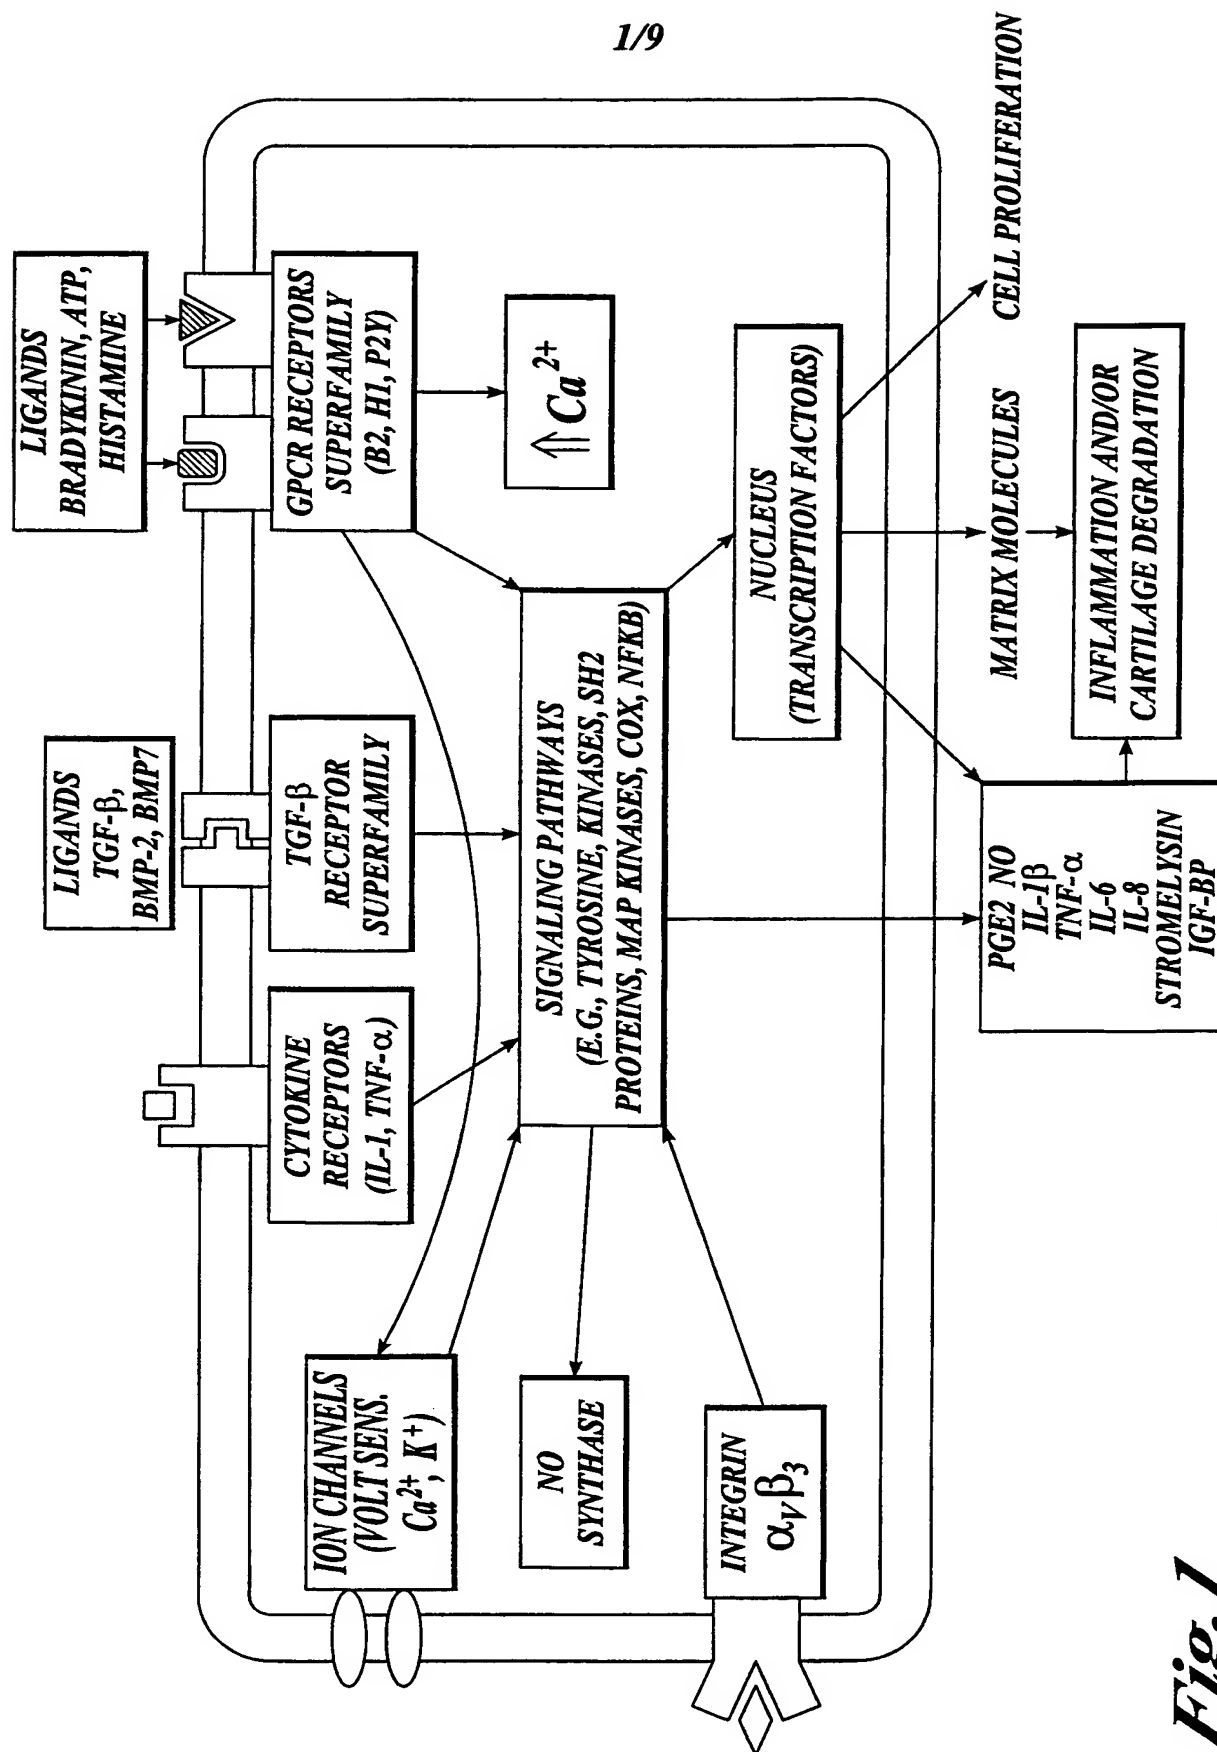 1/9
LIGANDS
BRADYKININ, ATP,
HISTAMINE
LIGANDS
TGF-β,
BMP-2, BMP7
GPCR RECEPTORS
SUPERFAMILY
(B2, H1, P2Y)
TGF-β
RECEPTOR
SUPERFAMILY
CYTOKINE
RECEPTORS
(IL-1, TNF-α)
ION CHANNELS
(VOLT SENS.
Ca²⁺, K⁺)
⇑ Ca²⁺
SIGNALING PATHWAYS
(E.G., TYROSINE, KINASES, SH2
PROTEINS, MAP KINASES, COX, NFKB)
NO
SYNTHASE
INTEGRIN
αᵥβ₃
NUCLEUS
(TRANSCRIPTION FACTORS)
CELL PROLIFERATION
MATRIX MOLECULES
INFLAMMATION AND/OR
CARTILAGE DEGRADATION
PGE2 NO
IL-1β
TNF-α
IL-6
IL-8
STROMELYSIN
IGF-BP
Fig. 1